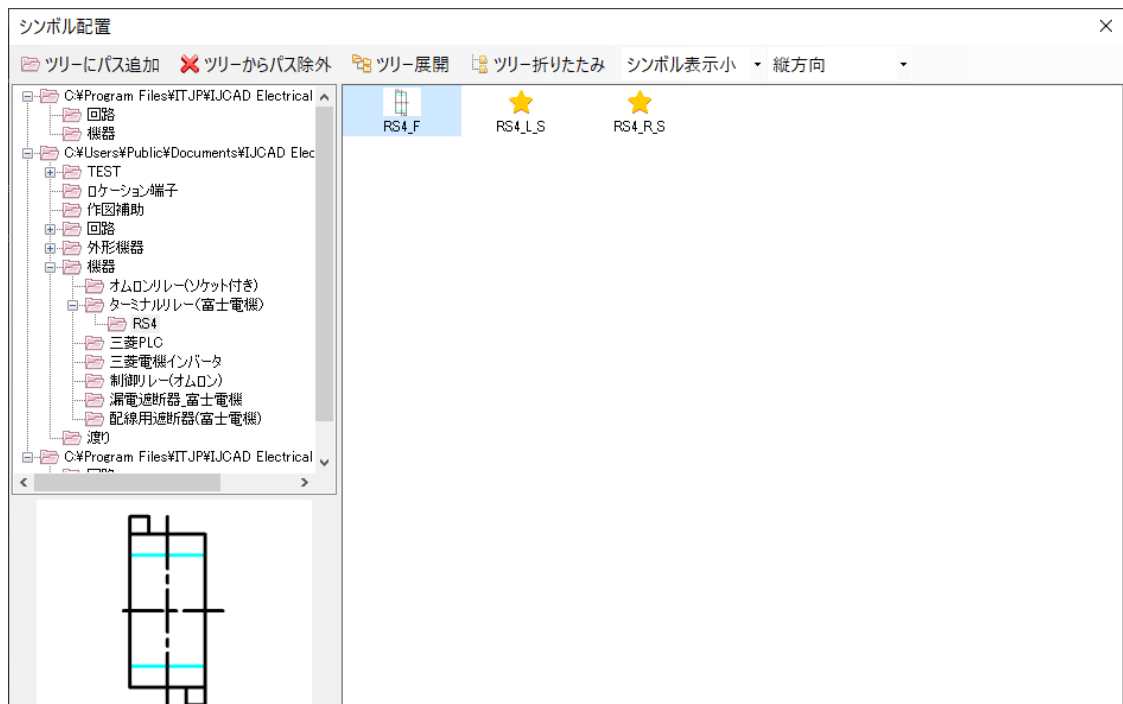 シンボル配置
ツリーにパス追加 ツリーからパス除外 ツリー展開 ツリー折りたたみ シンボル表示小 縦方向
C:¥Program Files¥ITJP¥IJCAD Electrical
回路
機器
C:¥Users¥Public¥Documents¥IJCAD Elec
TEST
ロケーション端子
作図補助
回路
外形機器
機器
オムロンリレー(ソケット付き)
ターミナルリレー(富士電機)
RS4
三菱PLC
三菱電機インバータ
制御リレー(オムロン)
漏電遮断器_富士電機
配線用遮断器(富士電機)
渡り
C:¥Program Files¥ITJP¥IJCAD Electrical
RS4_F
RS4_L_S
RS4_R_S